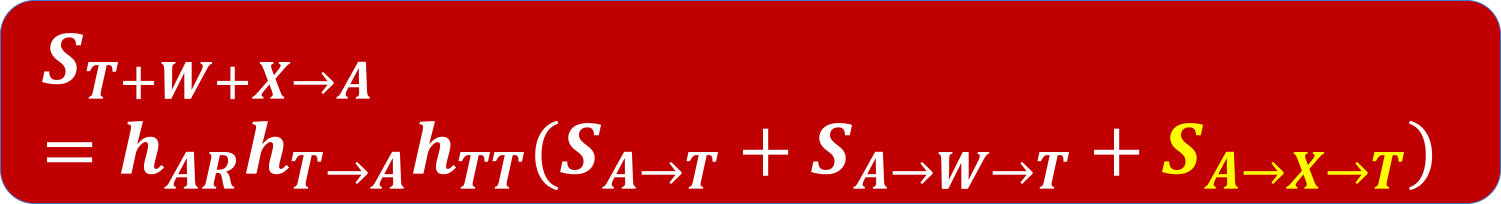 S_{T+W+X→A}
= h_{AR}h_{T→A}h_{TT}(S_{A→T} + S_{A→W→T} + S_{A→X→T})